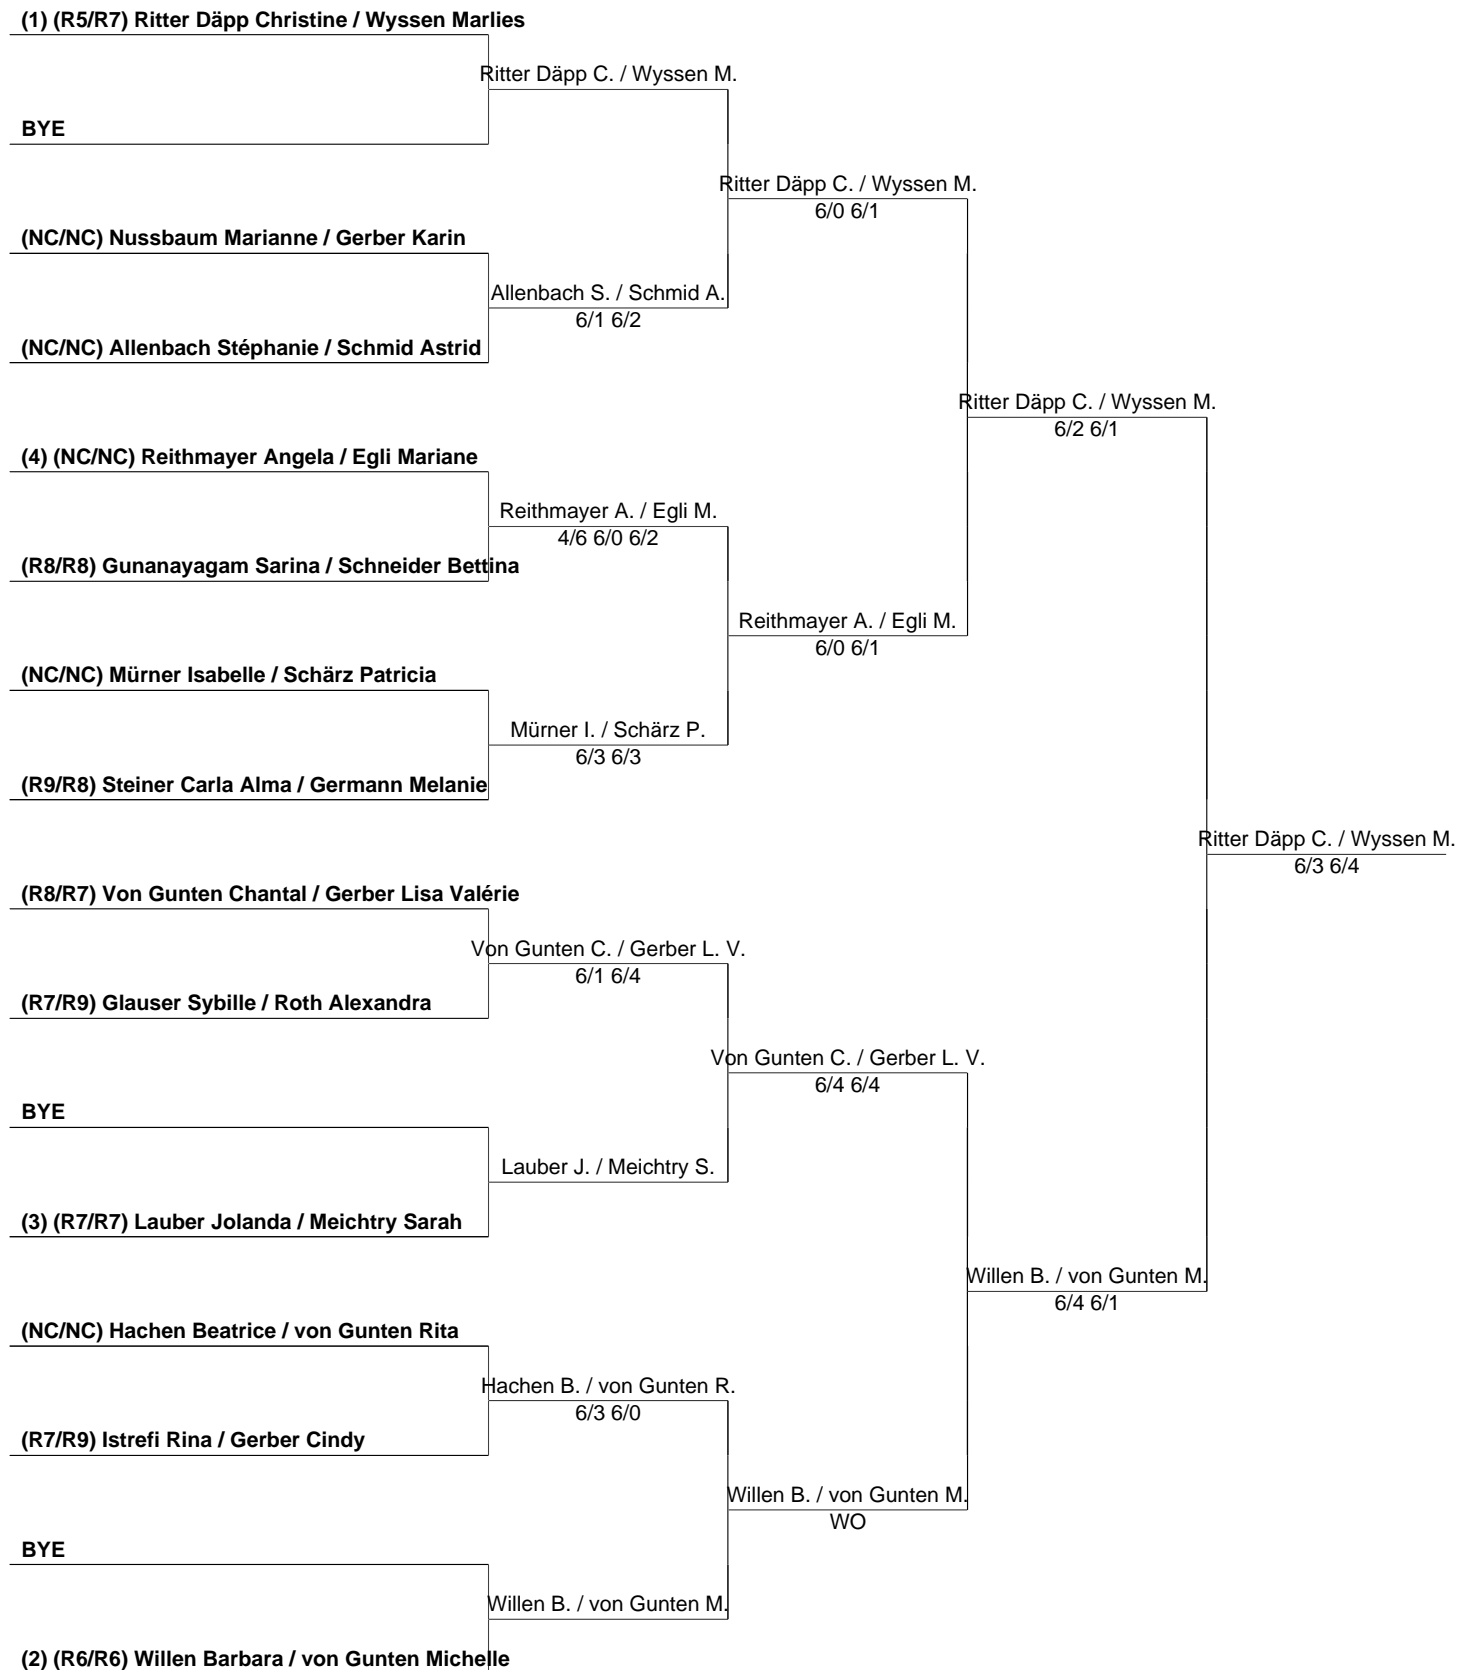 (1) (R5/R7) Ritter Däpp Christine / Wyssen Marlies
Ritter Däpp C. / Wyssen M.
BYE
Ritter Däpp C. / Wyssen M.
6/0 6/1
(NC/NC) Nussbaum Marianne / Gerber Karin
Allenbach S. / Schmid A.
6/1 6/2
(NC/NC) Allenbach Stéphanie / Schmid Astrid
Ritter Däpp C. / Wyssen M.
6/2 6/1
(4) (NC/NC) Reithmayer Angela / Egli Mariane
Reithmayer A. / Egli M.
4/6 6/0 6/2
(R8/R8) Gunanayagam Sarina / Schneider Bettina
Reithmayer A. / Egli M.
6/0 6/1
(NC/NC) Mürner Isabelle / Schärz Patricia
Mürner I. / Schärz P.
6/3 6/3
(R9/R8) Steiner Carla Alma / Germann Melanie
Ritter Däpp C. / Wyssen M.
6/3 6/4
(R8/R7) Von Gunten Chantal / Gerber Lisa Valérie
Von Gunten C. / Gerber L. V.
6/1 6/4
(R7/R9) Glauser Sybille / Roth Alexandra
Von Gunten C. / Gerber L. V.
6/4 6/4
BYE
Lauber J. / Meichtry S.
(3) (R7/R7) Lauber Jolanda / Meichtry Sarah
Willen B. / von Gunten M.
6/4 6/1
(NC/NC) Hachen Beatrice / von Gunten Rita
Hachen B. / von Gunten R.
6/3 6/0
(R7/R9) Istrefi Rina / Gerber Cindy
Willen B. / von Gunten M.
WO
BYE
Willen B. / von Gunten M.
(2) (R6/R6) Willen Barbara / von Gunten Michelle